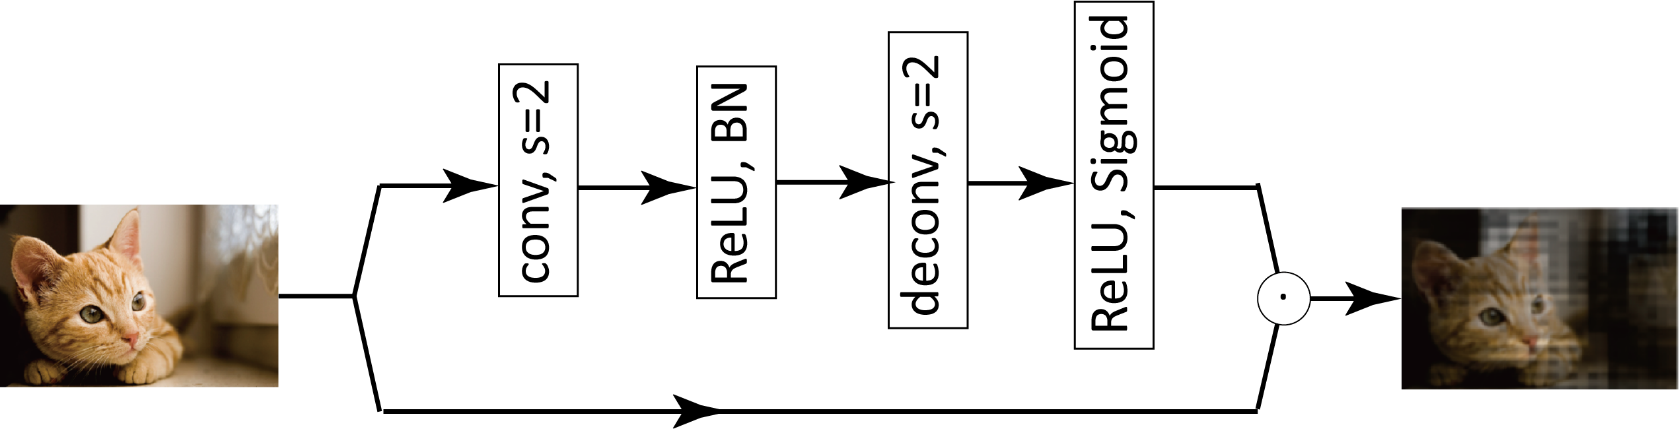 conv, s=2
ReLU, BN
deconv, s=2
ReLU, Sigmoid